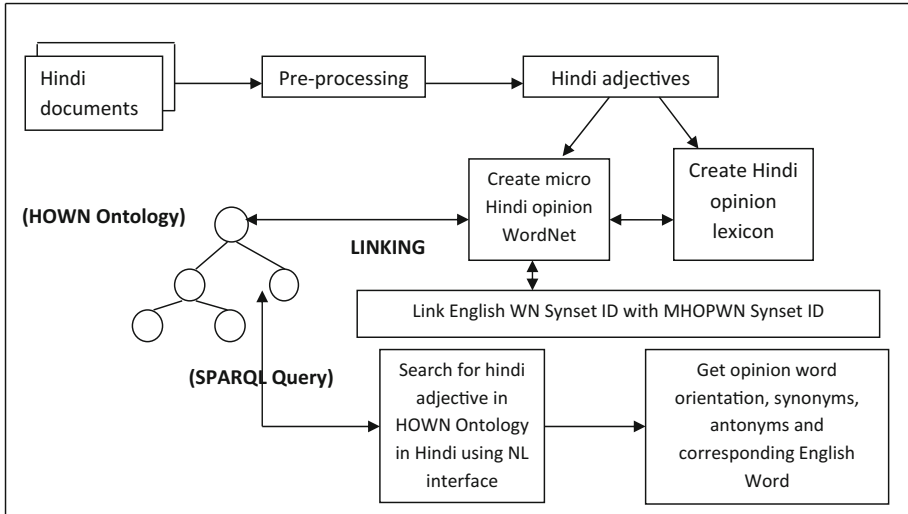 Hindi
documents
Pre-processing
Hindi adjectives
Create micro
Hindi opinion
WordNet
Create Hindi
opinion
lexicon
(HOWN Ontology)
LINKING
Link English WN Synset ID with MHOPWN Synset ID
(SPARQL Query)
Search for hindi
adjective in
HOWN Ontology
in Hindi using NL
interface
Get opinion word
orientation, synonyms,
antonyms and
corresponding English
Word